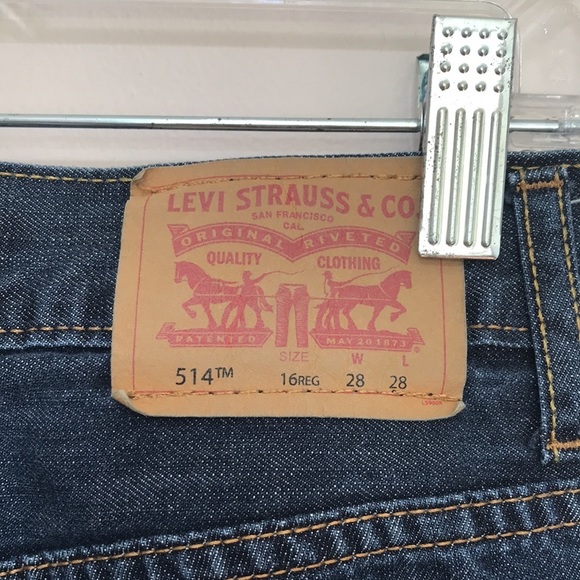 LEVI STRAUSS & CO.
SAN FRANCISCO
CAL.
ORIGINAL RIVETED
QUALITY CLOTHING
PATENTED MAY 20 1873
SIZE W L
514™ 16REG 28 28